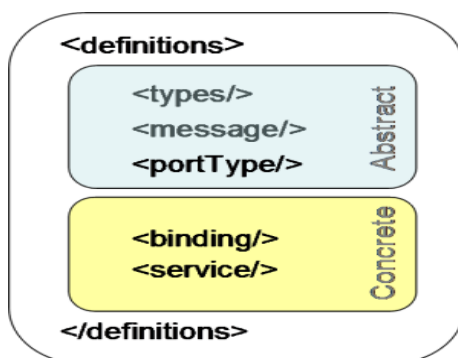 <definitions>
<types/>
<message/>
<portType/>
Abstract
<binding/>
<service/>
Concrete
</definitions>